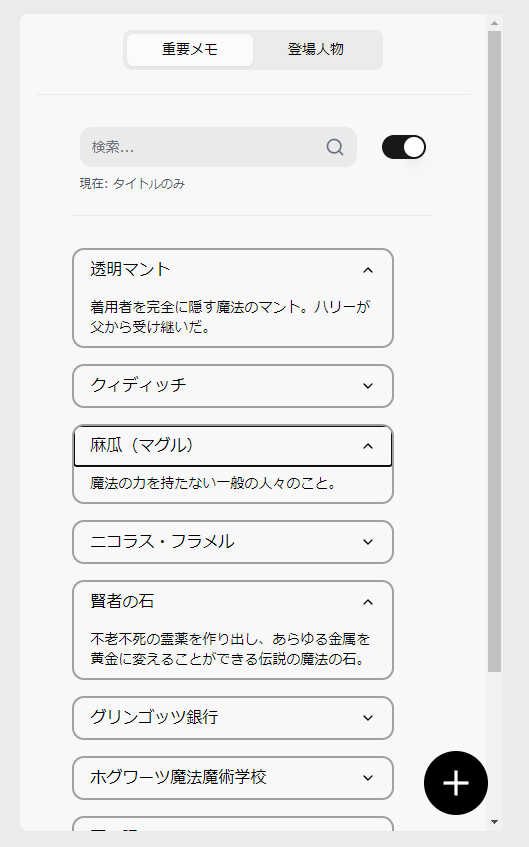 重要メモ
登場人物
検索...
現在: タイトルのみ
透明マント
着用者を完全に隠す魔法のマント。ハリーが
父から受け継いだ。
クィディッチ
麻瓜（マグル）
魔法の力を持たない一般の人々のこと。
ニコラス・フラメル
賢者の石
不老不死の霊薬を作り出し、あらゆる金属を
黄金に変えることができる伝説の魔法の石。
グリンゴッツ銀行
ホグワーツ魔法魔術学校